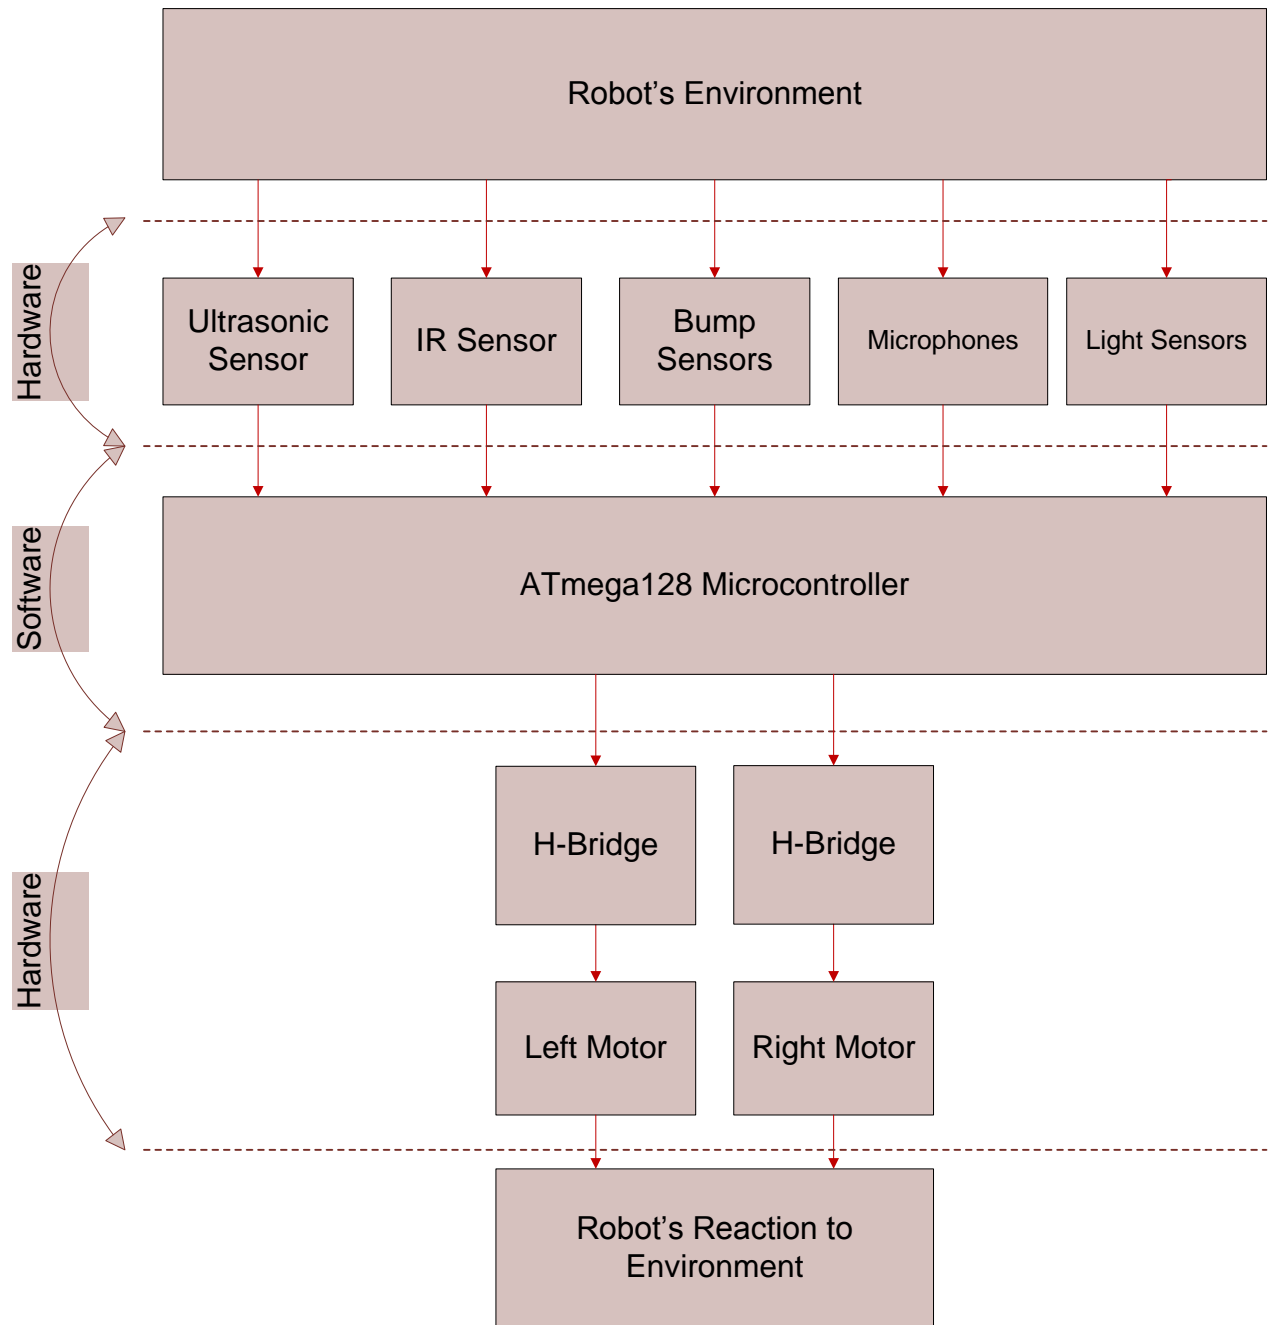 Robot’s Environment
Hardware
Ultrasonic
Sensor
IR Sensor
Bump
Sensors
Microphones
Light Sensors
Software
ATmega128 Microcontroller
Hardware
H-Bridge
H-Bridge
Left Motor
Right Motor
Robot’s Reaction to
Environment